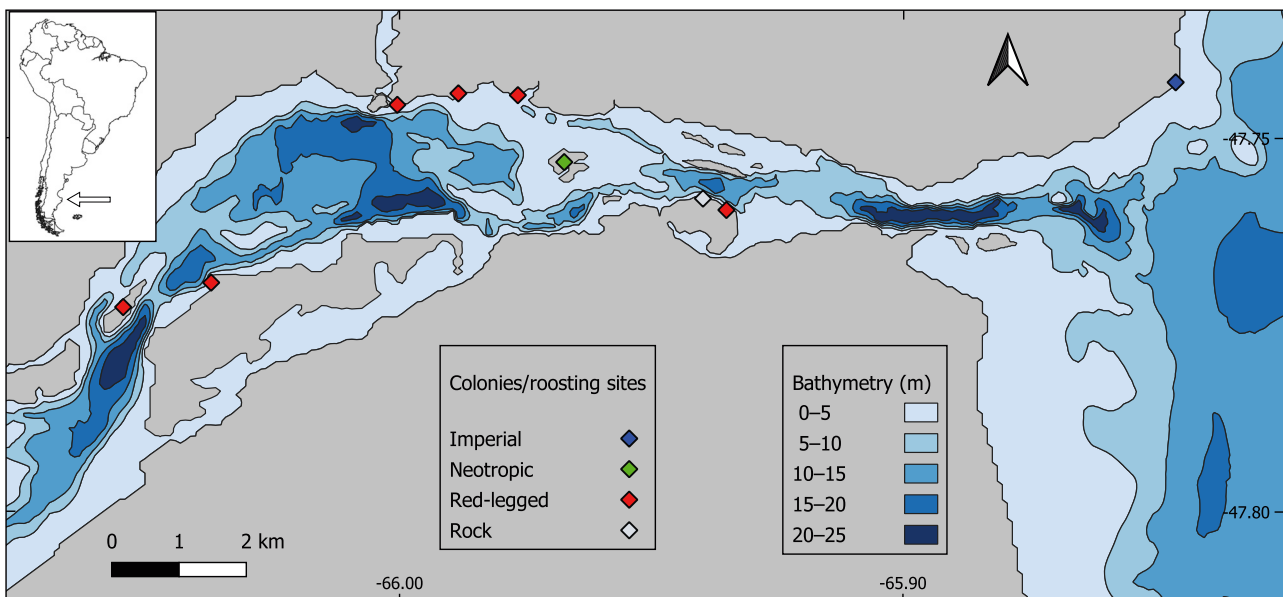 -47.75
Colonies/roosting sites
Imperial
Neotropic
Red-legged
Rock
Bathymetry (m)
0–5
5–10
10–15
15–20
20–25
-47.80
0 1 2 km
-66.00
-65.90